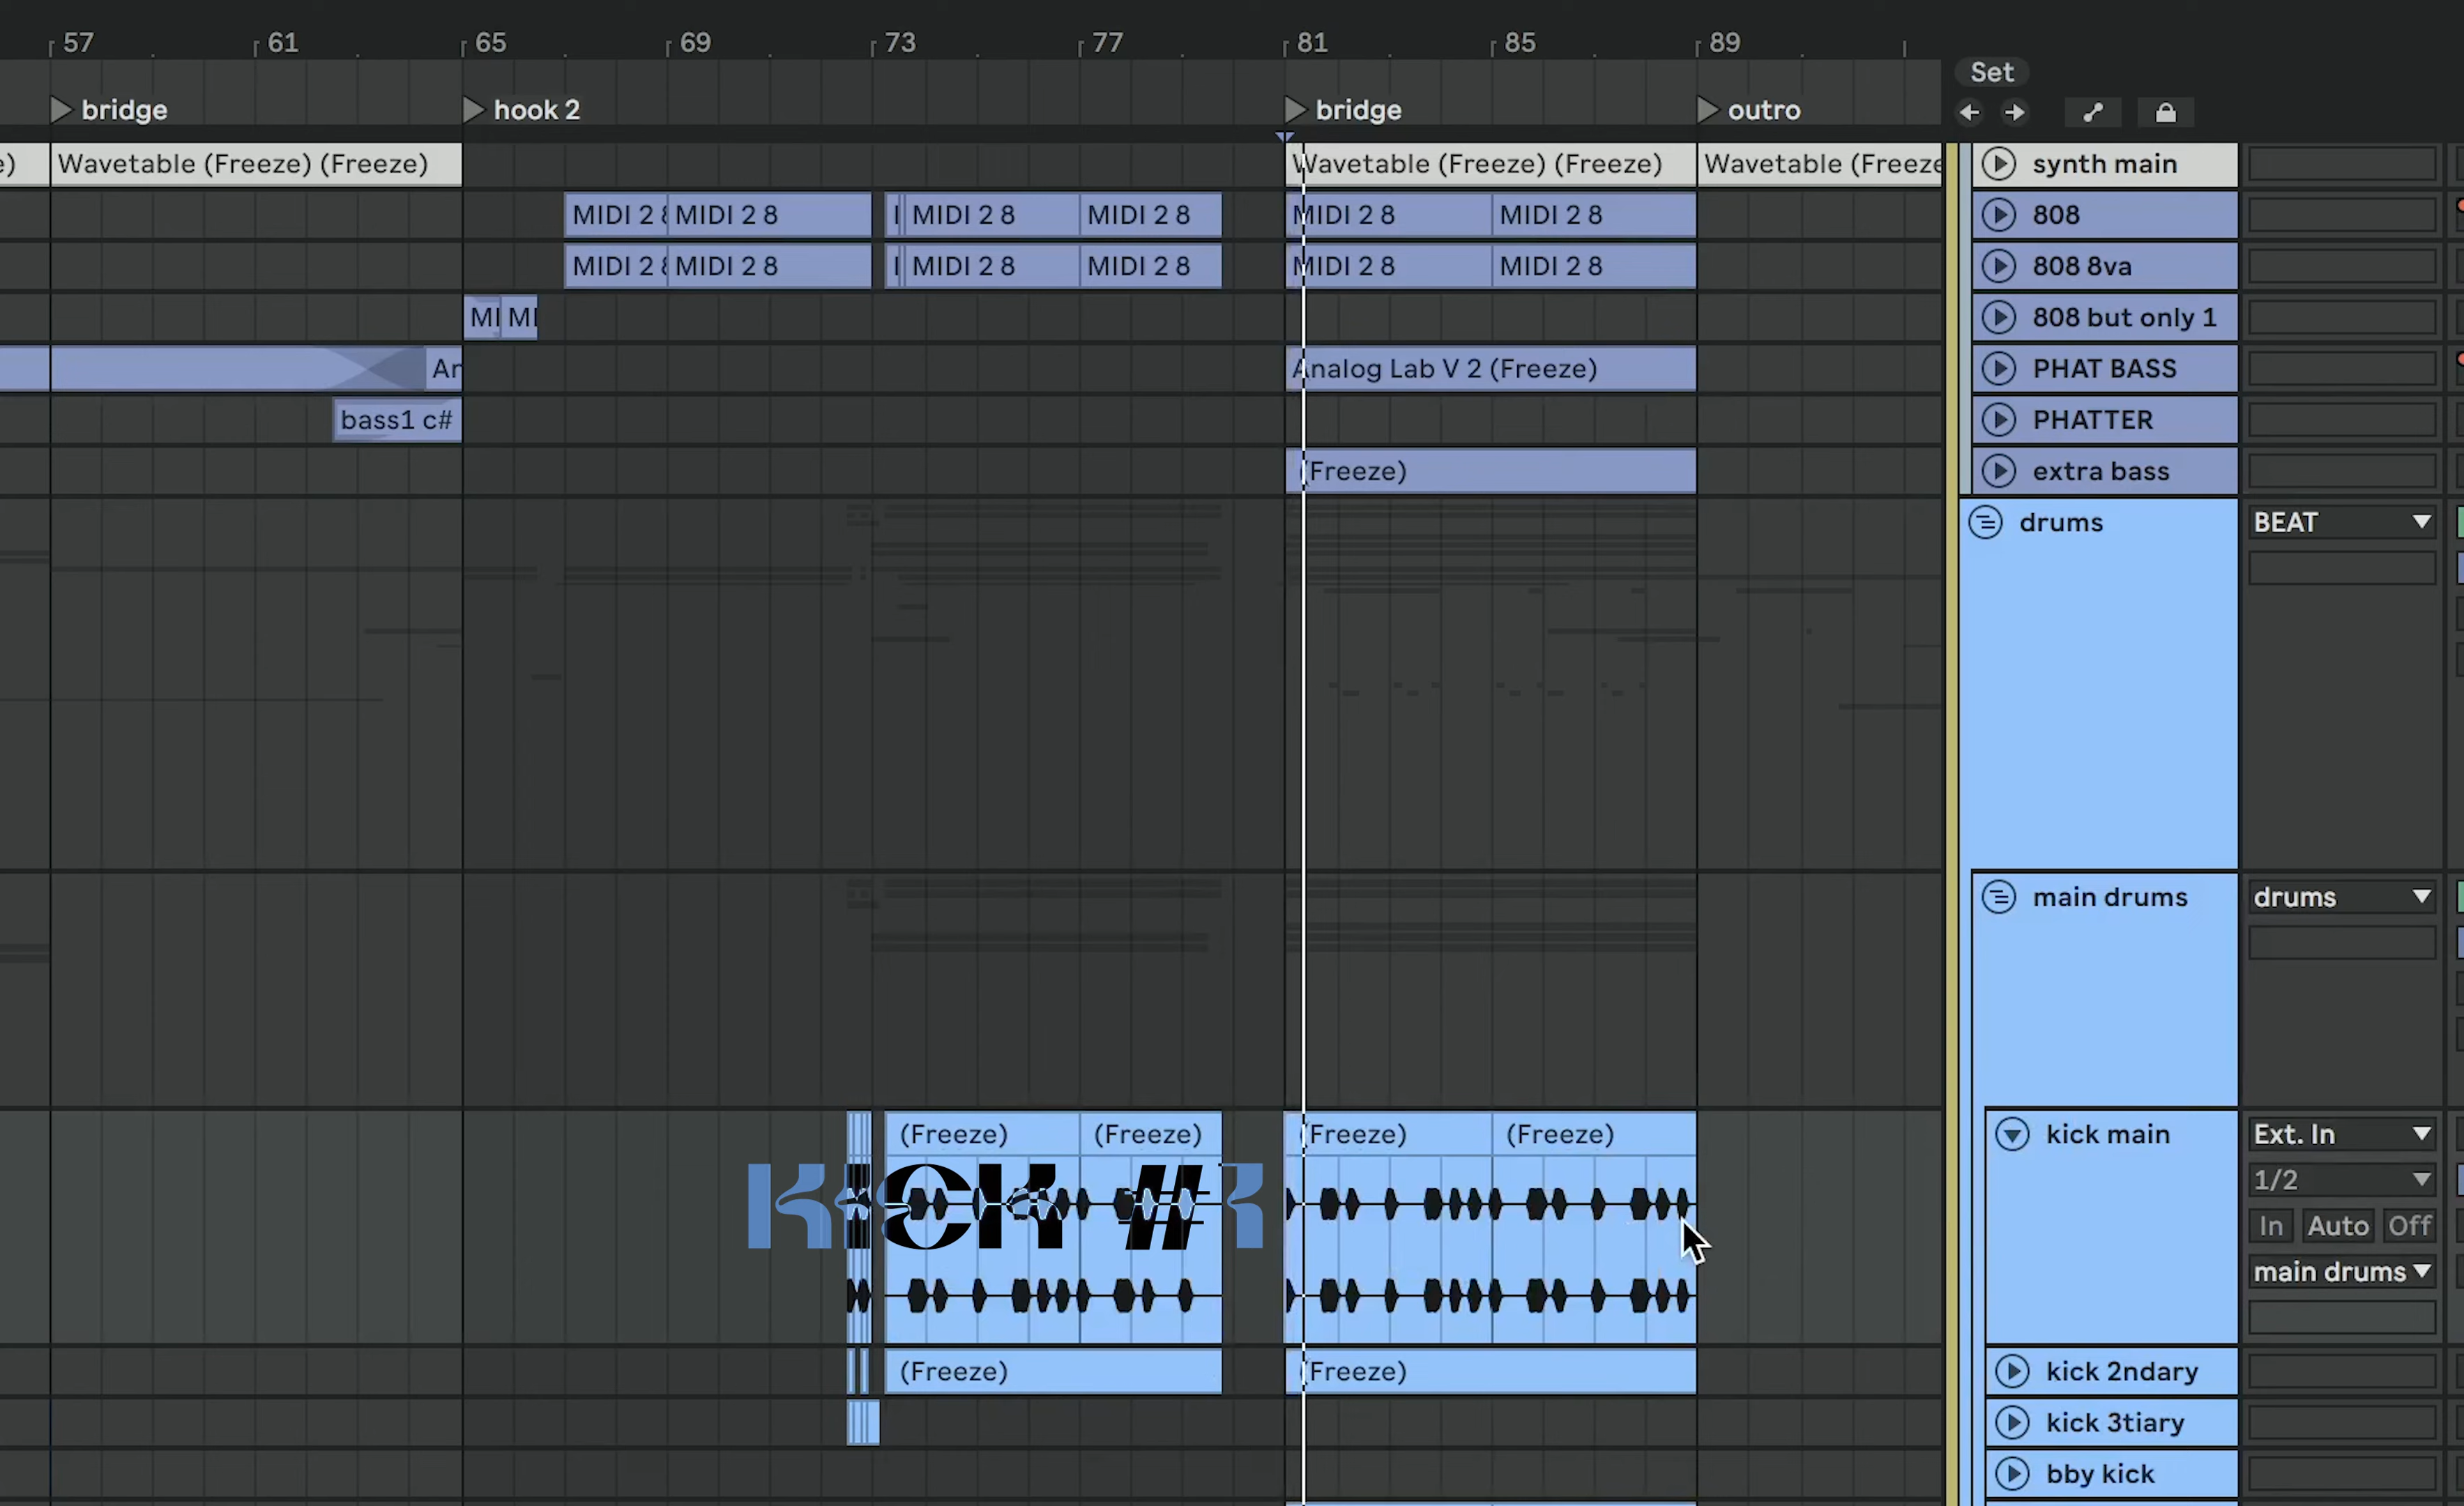 57 61 65 69 73 77 81 85 89
Set
bridge hook 2 bridge outro
Wavetable (Freeze) (Freeze) Wavetable (Freeze) (Freeze) Wavetable (Freeze synth main
MIDI 2 8 MIDI 2 8 MIDI 2 8 MIDI 2 8 MIDI 2 8 MIDI 2 8 808
MIDI 2 8 MIDI 2 8 MIDI 2 8 MIDI 2 8 MIDI 2 8 MIDI 2 8 808 8va
MI MI 808 but only 1
An Analog Lab V 2 (Freeze) PHAT BASS
bass1 c# PHATTER
(Freeze) extra bass
drums BEAT
main drums drums
(Freeze) (Freeze) (Freeze) (Freeze) kick main Ext. In
1/2
KICK #
In Auto Off
main drums
(Freeze) (Freeze) kick 2ndary
kick 3tiary
bby kick